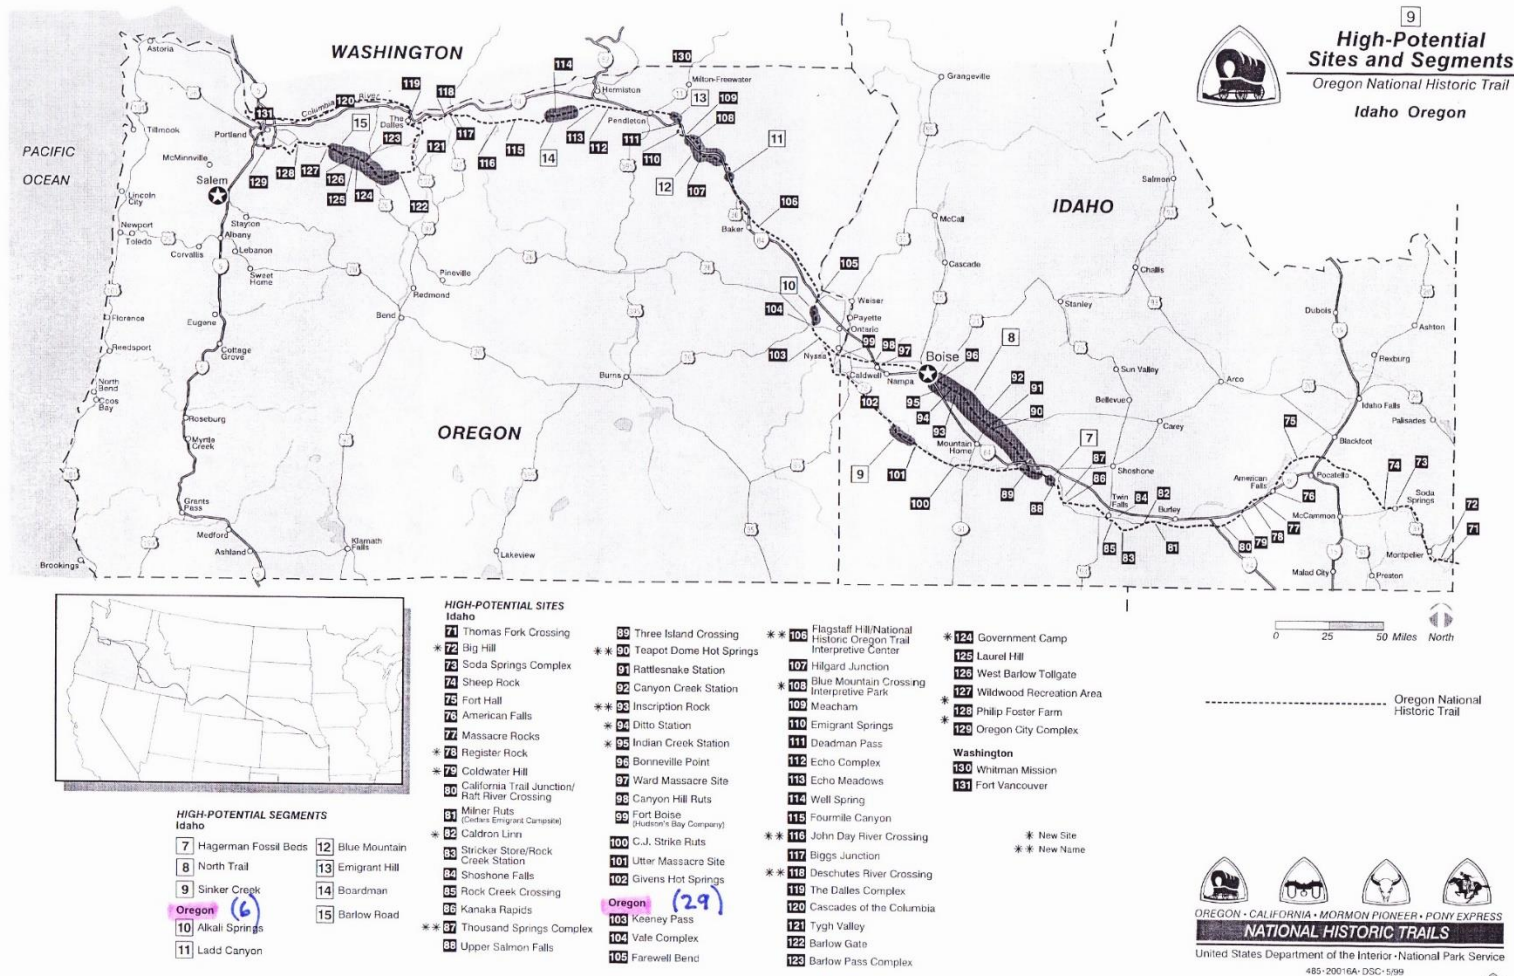 9
High-Potential
Sites and Segments
Oregon National Historic Trail
Idaho Oregon
WASHINGTON
PACIFIC
OCEAN
OREGON
IDAHO
Astoria
Tillamook
Portland
McMinnville
Salem
Lincoln
City
Newport
Toledo
Stayton
Albany
Corvallis
Lebanon
Sweet
Home
Florence
Eugene
Reedsport
Cottage
Grove
North
Bend
Coos
Bay
Roseburg
Myrtle
Creek
Grants
Pass
Medford
Ashland
Brookings
Klamath
Falls
Lakeview
Columbia River
The
Dalles
Pineville
Redmond
Bend
Burns
Hermiston
Pendleton
Milton-Freewater
Baker
Weiser
Payette
Ontario
Nyssa
Caldwell
Nampa
Boise
Mountain
Home
Grangeville
McCall
Cascade
Stanley
Challis
Salmon
Sun Valley
Bellevue
Carey
Arco
Shoshone
Twin
Falls
Burley
American
Falls
Pocatello
Blackfoot
Idaho Falls
Rexburg
Dubois
Ashton
Palisades
Soda
Springs
McCammon
Malad City
Preston
Montpelier
0 25 50 Miles North
Oregon National
Historic Trail
HIGH-POTENTIAL SEGMENTS
Idaho
7 Hagerman Fossil Beds
8 North Trail
9 Sinker Creek
Oregon (6)
10 Alkali Springs
11 Ladd Canyon
12 Blue Mountain
13 Emigrant Hill
14 Boardman
15 Barlow Road
HIGH-POTENTIAL SITES
Idaho
71 Thomas Fork Crossing
* 72 Big Hill
73 Soda Springs Complex
74 Sheep Rock
75 Fort Hall
76 American Falls
77 Massacre Rocks
* 78 Register Rock
* 79 Coldwater Hill
80 California Trail Junction/
Raft River Crossing
81 Milner Ruts
(Cedars Emigrant Campsite)
* 82 Caldron Linn
83 Stricker Store/Rock
Creek Station
84 Shoshone Falls
85 Rock Creek Crossing
86 Kanaka Rapids
** 87 Thousand Springs Complex
88 Upper Salmon Falls
89 Three Island Crossing
** 90 Teapot Dome Hot Springs
91 Rattlesnake Station
92 Canyon Creek Station
** 93 Inscription Rock
* 94 Ditto Station
* 95 Indian Creek Station
96 Bonneville Point
97 Ward Massacre Site
98 Canyon Hill Ruts
99 Fort Boise
(Hudson's Bay Company)
100 C.J. Strike Ruts
101 Utter Massacre Site
102 Givens Hot Springs
Oregon (29)
103 Keeney Pass
104 Vale Complex
105 Farewell Bend
** 106 Flagstaff Hill/National
Historic Oregon Trail
Interpretive Center
107 Hilgard Junction
* 108 Blue Mountain Crossing
Interpretive Park
109 Meacham
110 Emigrant Springs
111 Deadman Pass
112 Echo Complex
113 Echo Meadows
114 Well Spring
115 Fourmile Canyon
** 116 John Day River Crossing
117 Biggs Junction
** 118 Deschutes River Crossing
119 The Dalles Complex
120 Cascades of the Columbia
121 Tygh Valley
122 Barlow Gate
123 Barlow Pass Complex
* 124 Government Camp
125 Laurel Hill
126 West Barlow Tollgate
127 Wildwood Recreation Area
* 128 Philip Foster Farm
* 129 Oregon City Complex
Washington
130 Whitman Mission
131 Fort Vancouver
* New Site
** New Name
OREGON • CALIFORNIA • MORMON PIONEER • PONY EXPRESS
NATIONAL HISTORIC TRAILS
United States Department of the Interior • National Park Service
485 • 20016A • DSC • 5/99